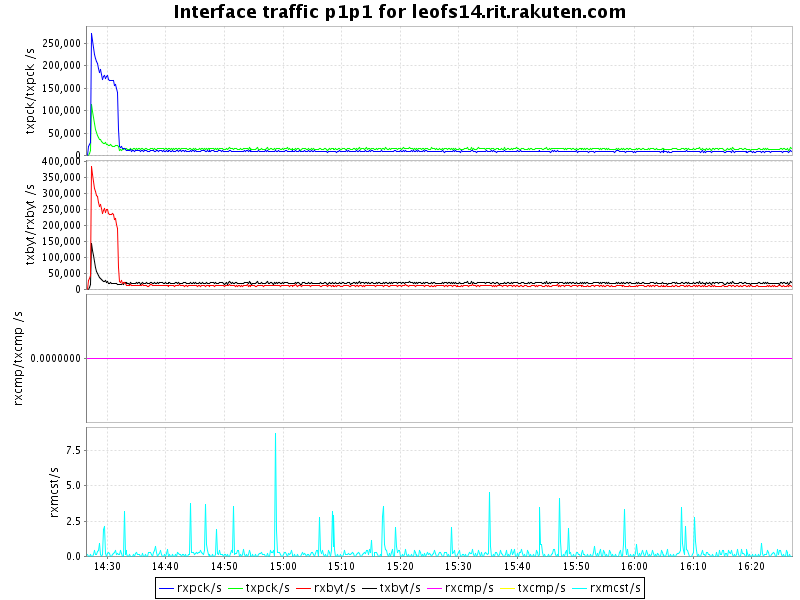 Interface traffic p1p1 for leofs14.rit.rakuten.com
txpck/txpck /s
250,000
200,000
150,000
100,000
50,000
0
txbyt/rxbyt /s
400,000
350,000
300,000
250,000
200,000
150,000
100,000
50,000
0
rxcmp/txcmp /s
0.0000000
rxmcst/s
7.5
5.0
2.5
0.0
14:30 14:40 14:50 15:00 15:10 15:20 15:30 15:40 15:50 16:00 16:10 16:20
rxpck/s txpck/s rxbyt/s txbyt/s rxcmp/s txcmp/s rxmcst/s